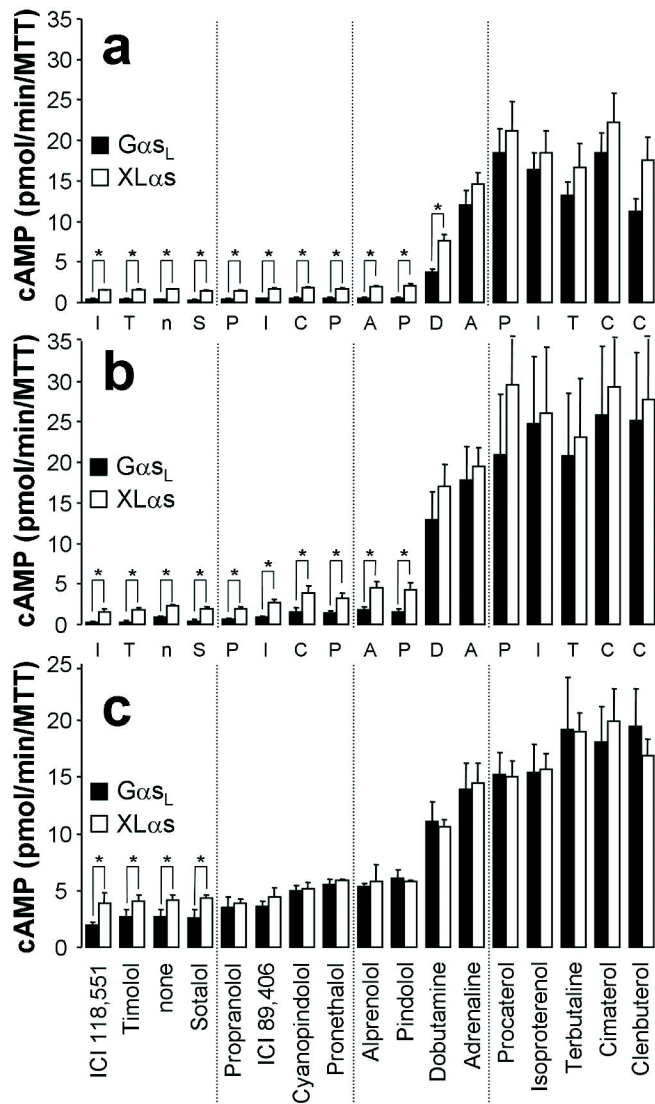 a
35
30
25
20
15
10
5
0
cAMP (pmol/min/MTT)
GαsL
XLαs
* * * * * * * * * * *
I T n S P I C P A P D A P I T C C
b
35
30
25
20
15
10
5
0
cAMP (pmol/min/MTT)
GαsL
XLαs
* * * * * * * * * *
I T n S P I C P A P D A P I T C C
c
25
20
15
10
5
0
cAMP (pmol/min/MTT)
GαsL
XLαs
* * * *
ICI 118,551
Timolol
none
Sotalol
Propranolol
ICI 89,406
Cyanopindolol
Pronethalol
Alprenolol
Pindolol
Dobutamine
Adrenaline
Procaterol
Isoproterenol
Terbutaline
Cimaterol
Clenbuterol